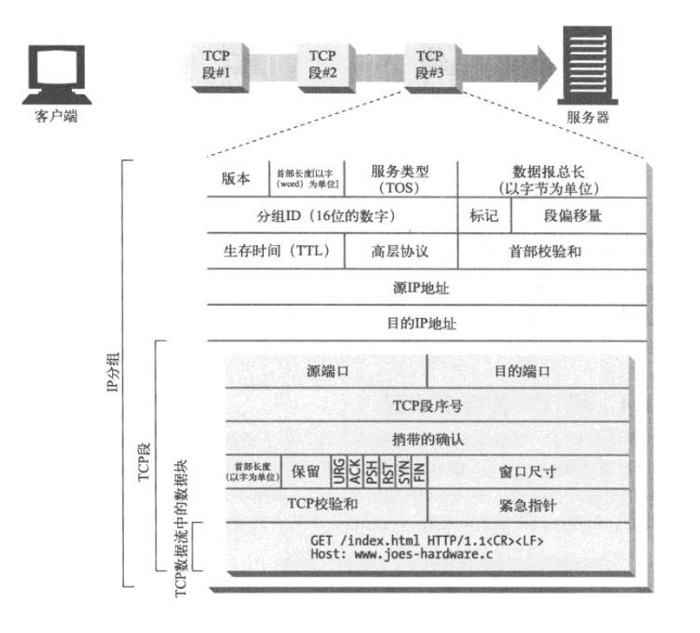 TCP
段#1
TCP
段#2
TCP
段#3
客户端
服务器
版本
首部长度[以字
(word) 为单位]
服务类型
(TOS)
数据报总长
(以字节为单位)
分组ID (16位的数字)
标记
段偏移量
生存时间 (TTL)
高层协议
首部校验和
源IP地址
目的IP地址
源端口
目的端口
TCP段序号
捎带的确认
首部长度
(以字为单位)
保留
URG
ACK
PSH
RST
SYN
FIN
窗口尺寸
TCP校验和
紧急指针
GET /index.html HTTP/1.1<CR><LF>
Host: www.joes-hardware.c
IP分组
TCP段
TCP数据流中的数据块